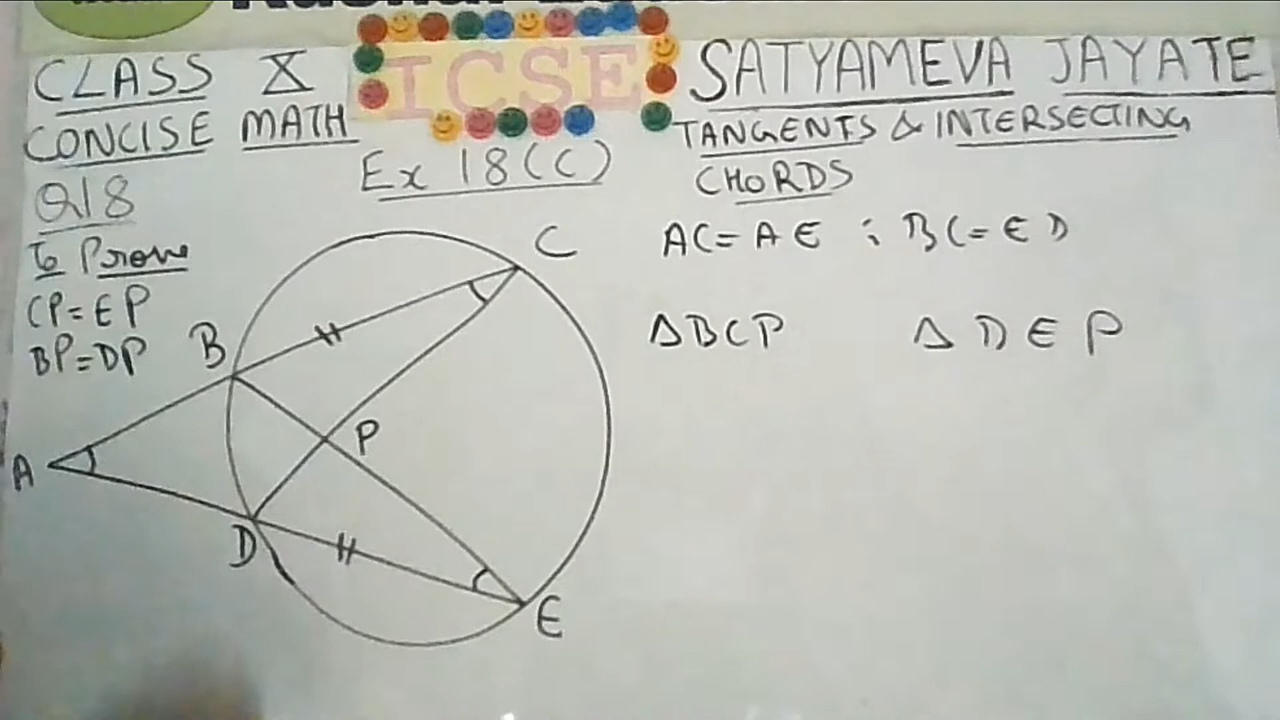 CLASS X
CONCISE MATH
ICSE
SATYAMEVA JAYATE
TANGENTS & INTERSECTING
CHORDS
Ex 18(C)
Q18
To Prove
CP=EP
BP=DP
AC=AE ; BC=ED
ΔBCP ΔDEP
C
B
P
A
D
E